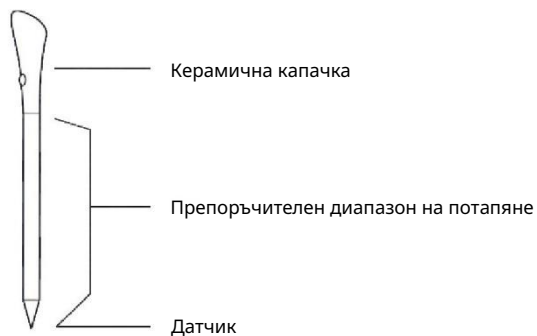 Керамична капачка
Препоръчителен диапазон на потапяне
Датчик